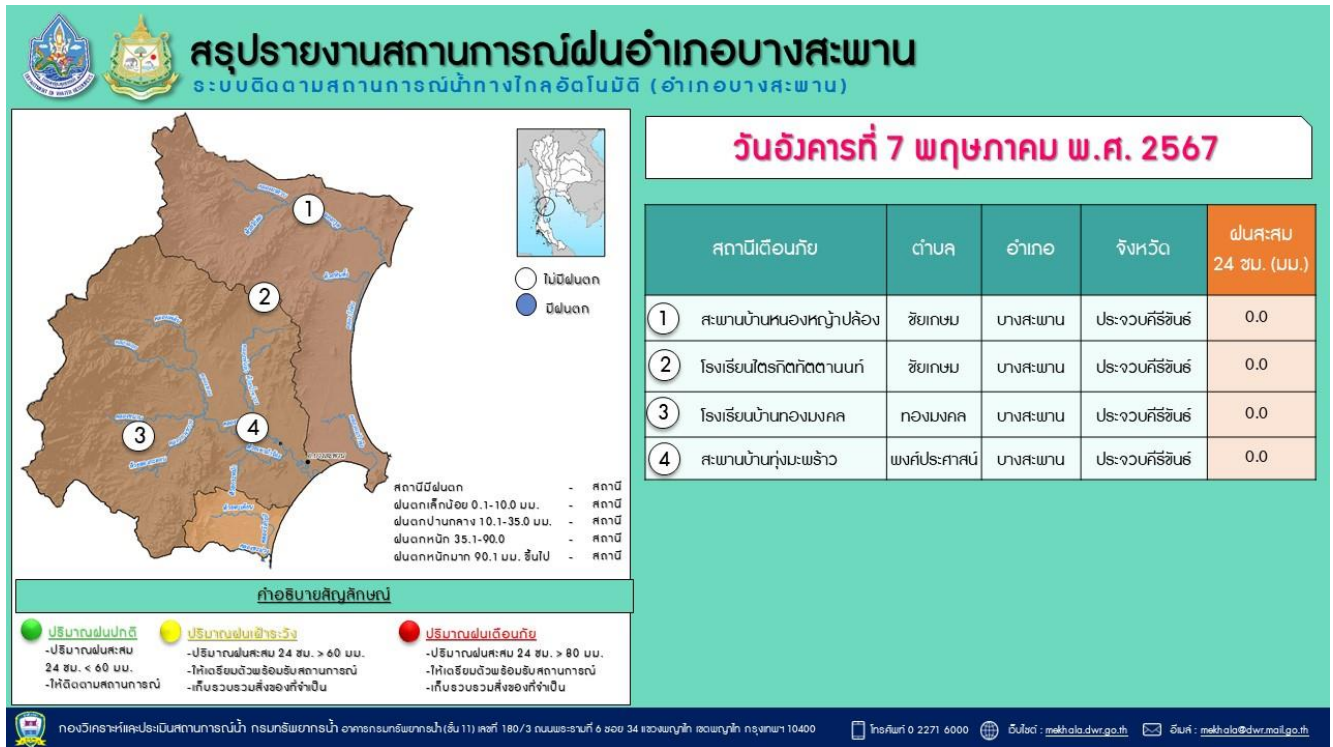 สรุปรายงานสถานการณ์ฝนอำเภอบางสะพาน
ระบบติดตามสถานการณ์น้ำทางไกลอัตโนมัติ (อำเภอบางสะพาน)
วันอังคารที่ 7 พฤษภาคม พ.ศ. 2567
1
2
3
4
ไม่มีฝนตก
มีฝนตก
สถานีมีฝนตก - สถานี
ฝนตกเล็กน้อย 0.1-10.0 มม. - สถานี
ฝนตกปานกลาง 10.1-35.0 มม. - สถานี
ฝนตกหนัก 35.1-90.0 - สถานี
ฝนตกหนักมาก 90.1 มม. ขึ้นไป - สถานี
สถานีเตือนภัย ตำบล อำเภอ จังหวัด ฝนสะสม
24 ชม. (มม.)
1 สะพานบ้านหนองหญ้าปล้อง ชัยเกษม บางสะพาน ประจวบคีรีขันธ์ 0.0
2 โรงเรียนไตรกิตทัตตานนท์ ชัยเกษม บางสะพาน ประจวบคีรีขันธ์ 0.0
3 โรงเรียนบ้านทองมงคล ทองมงคล บางสะพาน ประจวบคีรีขันธ์ 0.0
4 สะพานบ้านทุ่งมะพร้าว พงศ์ประศาสน์ บางสะพาน ประจวบคีรีขันธ์ 0.0
คำอธิบายสัญลักษณ์
ปริมาณฝนปกติ
-ปริมาณฝนสะสม
24 ชม. < 60 มม.
-ให้ติดตามสถานการณ์
ปริมาณฝนเฝ้าระวัง
-ปริมาณฝนสะสม 24 ชม. > 60 มม.
-ให้เตรียมตัวพร้อมรับสถานการณ์
-เก็บรวบรวมสิ่งของที่จำเป็น
ปริมาณฝนเตือนภัย
-ปริมาณฝนสะสม 24 ชม. > 80 มม.
-ให้เตรียมตัวพร้อมรับสถานการณ์
-เก็บรวบรวมสิ่งของที่จำเป็น
กองวิเคราะห์และประเมินสถานการณ์น้ำ กรมทรัพยากรน้ำ อาคารกรมทรัพยากรน้ำ (ชั้น 11) เลขที่ 180/3 ถนนพระรามที่ 6 ซอย 34 แขวงพญาไท เขตพญาไท กรุงเทพฯ 10400 โทรศัพท์ 0 2271 6000 เว็บไซต์ : mekhala.dwr.go.th อีเมล์ : mekhala@dwr.mail.go.th